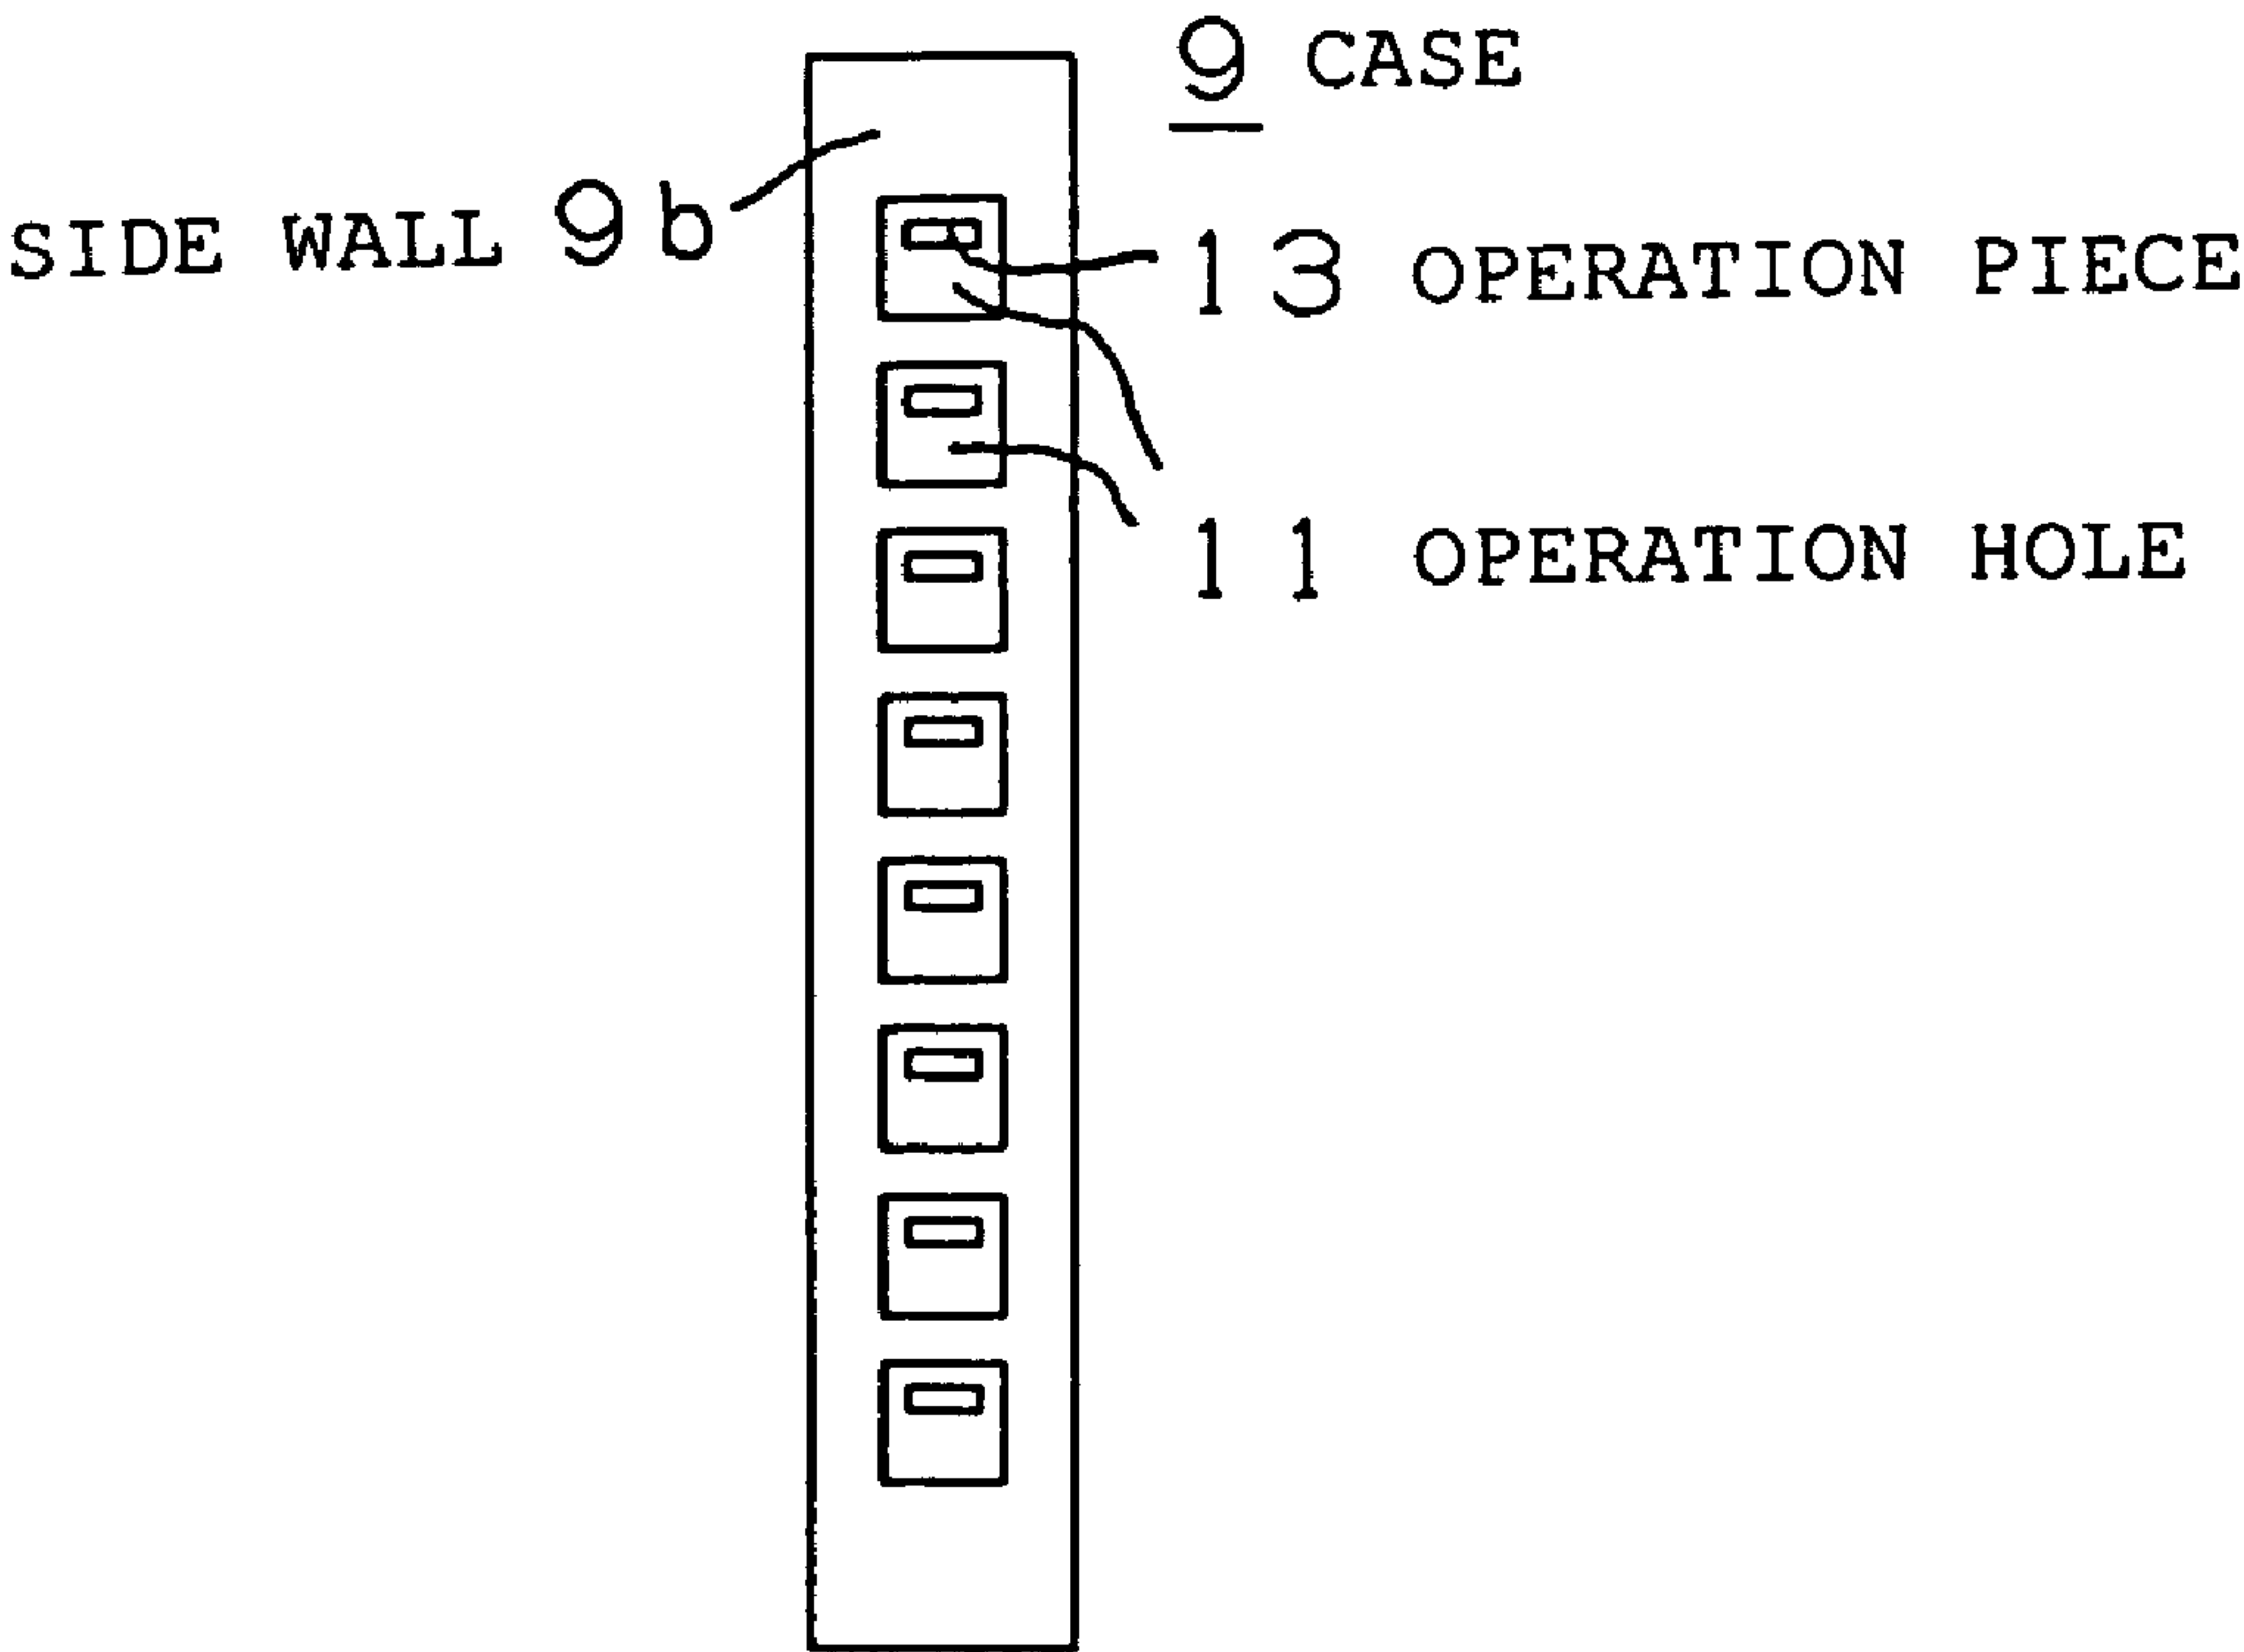 9 CASE
SIDE WALL 9b
13 OPERATION PIECE
11 OPERATION HOLE